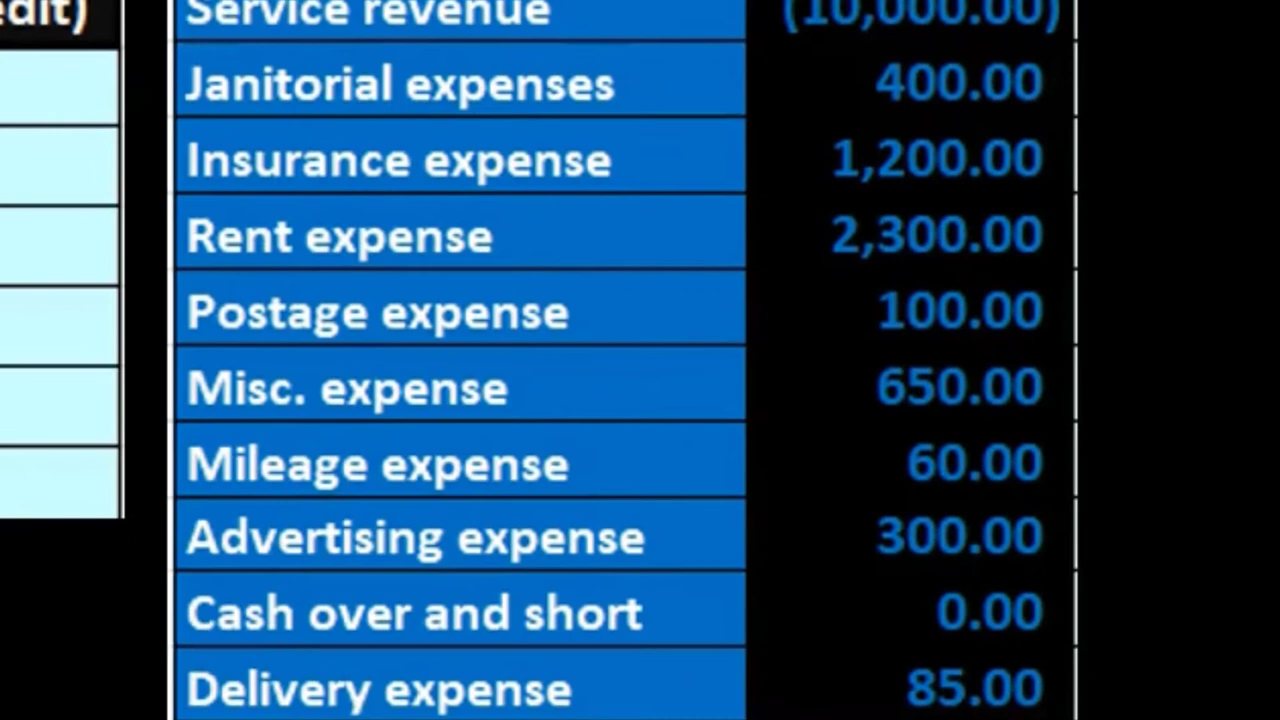 edit)
Service revenue (10,000.00)
Janitorial expenses 400.00
Insurance expense 1,200.00
Rent expense 2,300.00
Postage expense 100.00
Misc. expense 650.00
Mileage expense 60.00
Advertising expense 300.00
Cash over and short 0.00
Delivery expense 85.00